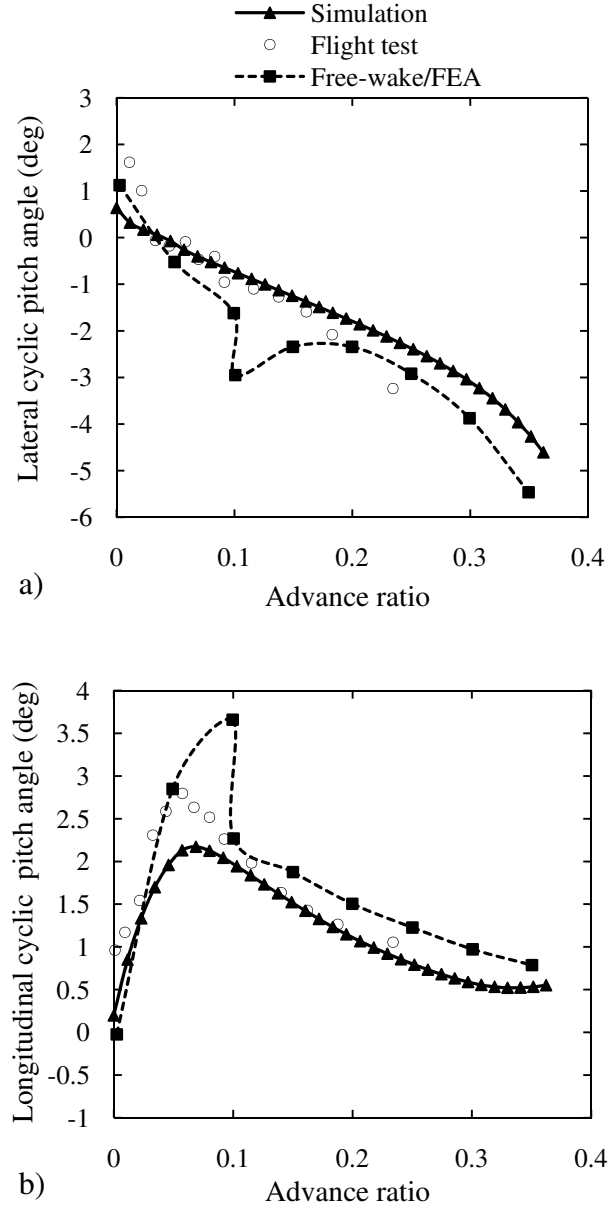 Simulation
Flight test
Free-wake/FEA
Lateral cyclic pitch angle (deg)
3
2
1
0
-1
-2
-3
-4
-5
-6
0 0.1 0.2 0.3 0.4
a)
Advance ratio
Longitudinal cyclic pitch angle (deg)
4
3.5
3
2.5
2
1.5
1
0.5
0
-0.5
-1
0 0.1 0.2 0.3 0.4
b)
Advance ratio